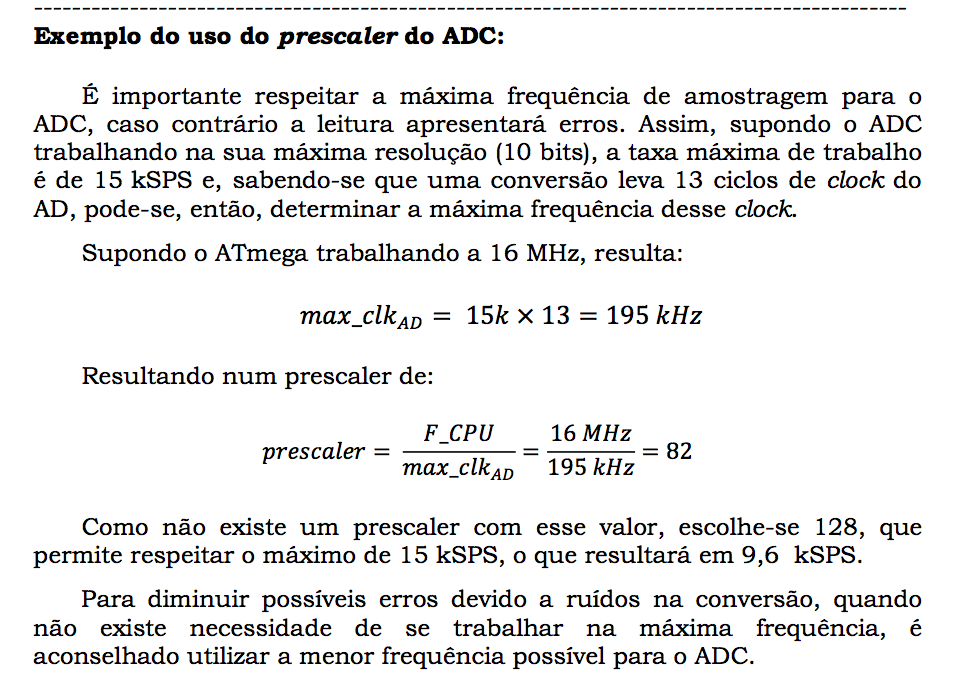 Exemplo do uso do prescaler do ADC:
É importante respeitar a máxima frequência de amostragem para o
ADC, caso contrário a leitura apresentará erros. Assim, supondo o ADC
trabalhando na sua máxima resolução (10 bits), a taxa máxima de trabalho
é de 15 kSPS e, sabendo-se que uma conversão leva 13 ciclos de clock do
AD, pode-se, então, determinar a máxima frequência desse clock.
Supondo o ATmega trabalhando a 16 MHz, resulta:
max_clk_AD = 15k × 13 = 195 kHz
Resultando num prescaler de:
prescaler = F_CPU / max_clk_AD = 16 MHz / 195 kHz = 82
Como não existe um prescaler com esse valor, escolhe-se 128, que
permite respeitar o máximo de 15 kSPS, o que resultará em 9,6 kSPS.
Para diminuir possíveis erros devido a ruídos na conversão, quando
não existe necessidade de se trabalhar na máxima frequência, é
aconselhado utilizar a menor frequência possível para o ADC.